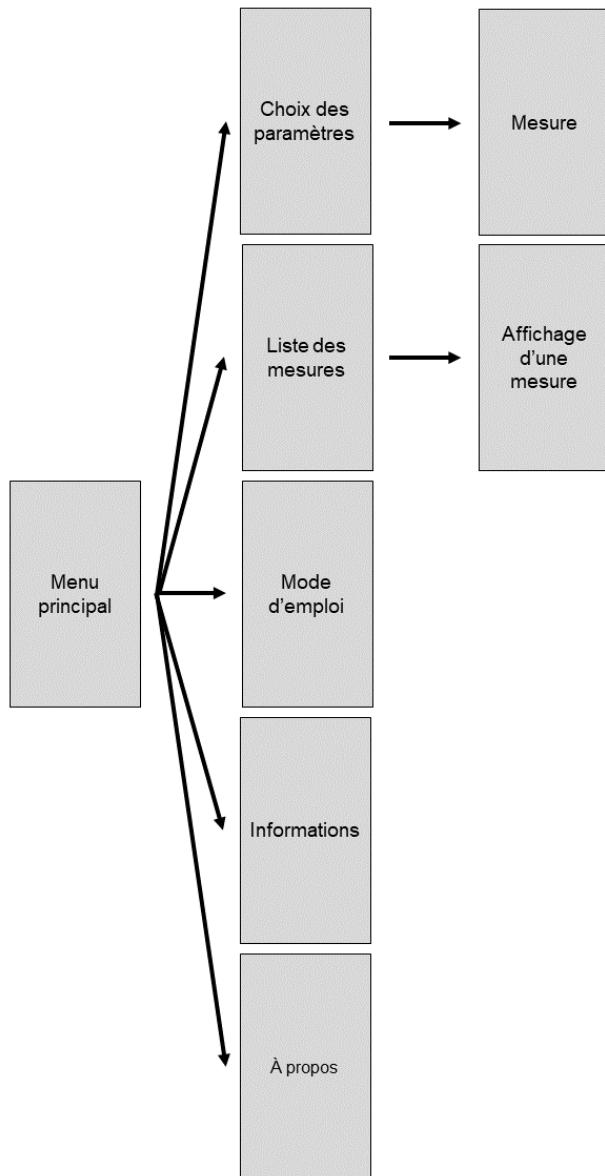 Choix des
paramètres
Mesure
Liste des
mesures
Affichage
d’une
mesure
Menu
principal
Mode
d’emploi
Informations
À propos